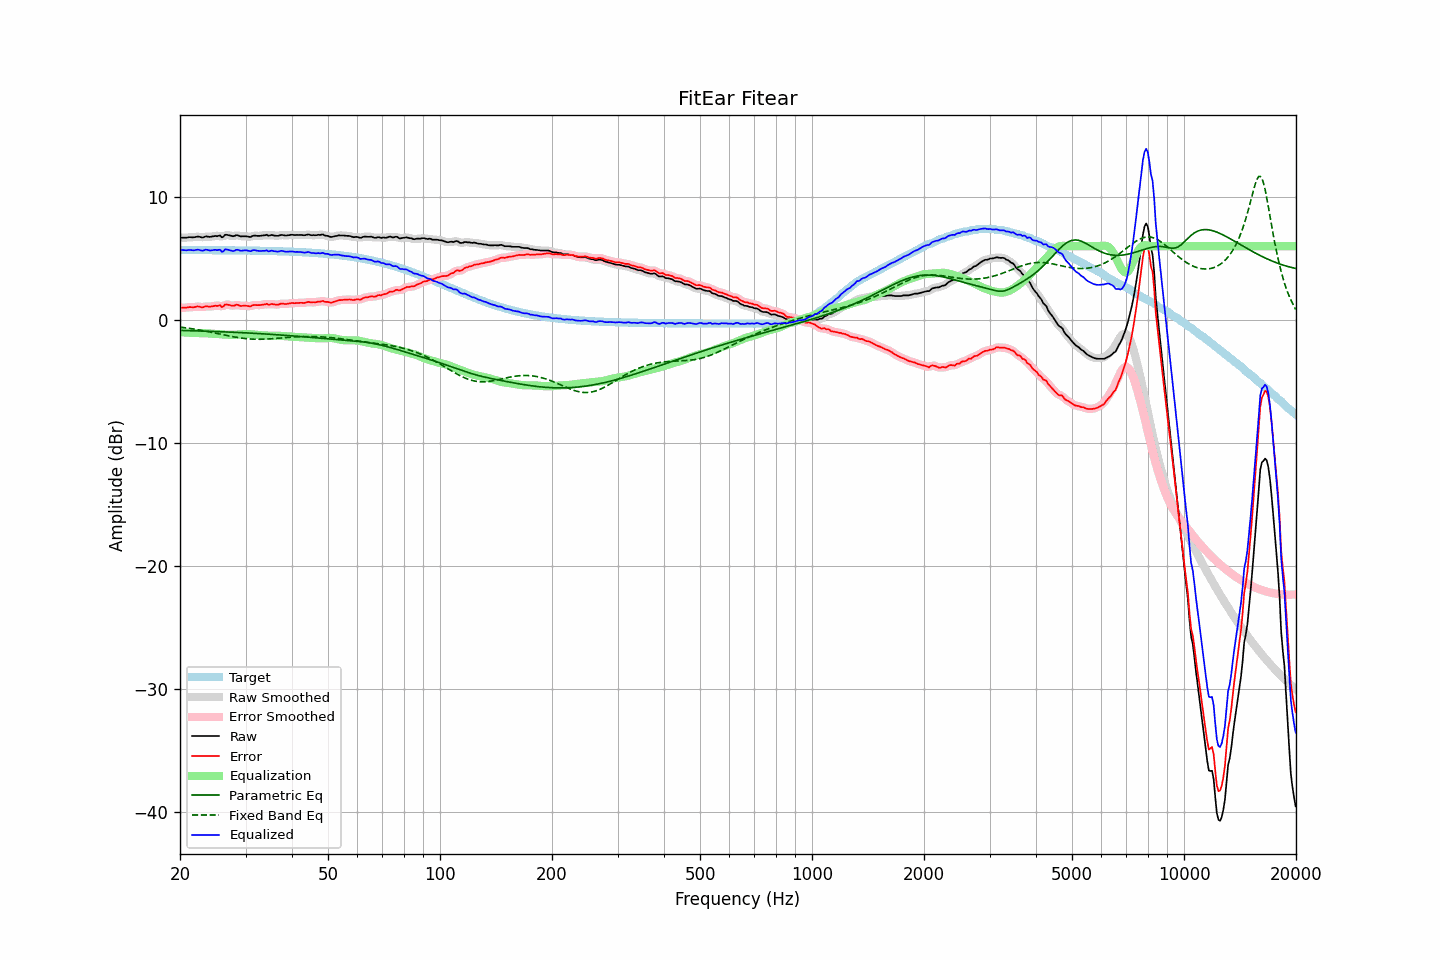 FitEar Fitear
Amplitude (dBr)
10
0
−10
−20
−30
−40
Target
Raw Smoothed
Error Smoothed
Raw
Error
Equalization
Parametric Eq
Fixed Band Eq
Equalized
20 50 100 200 500 1000 2000 5000 10000 20000
Frequency (Hz)